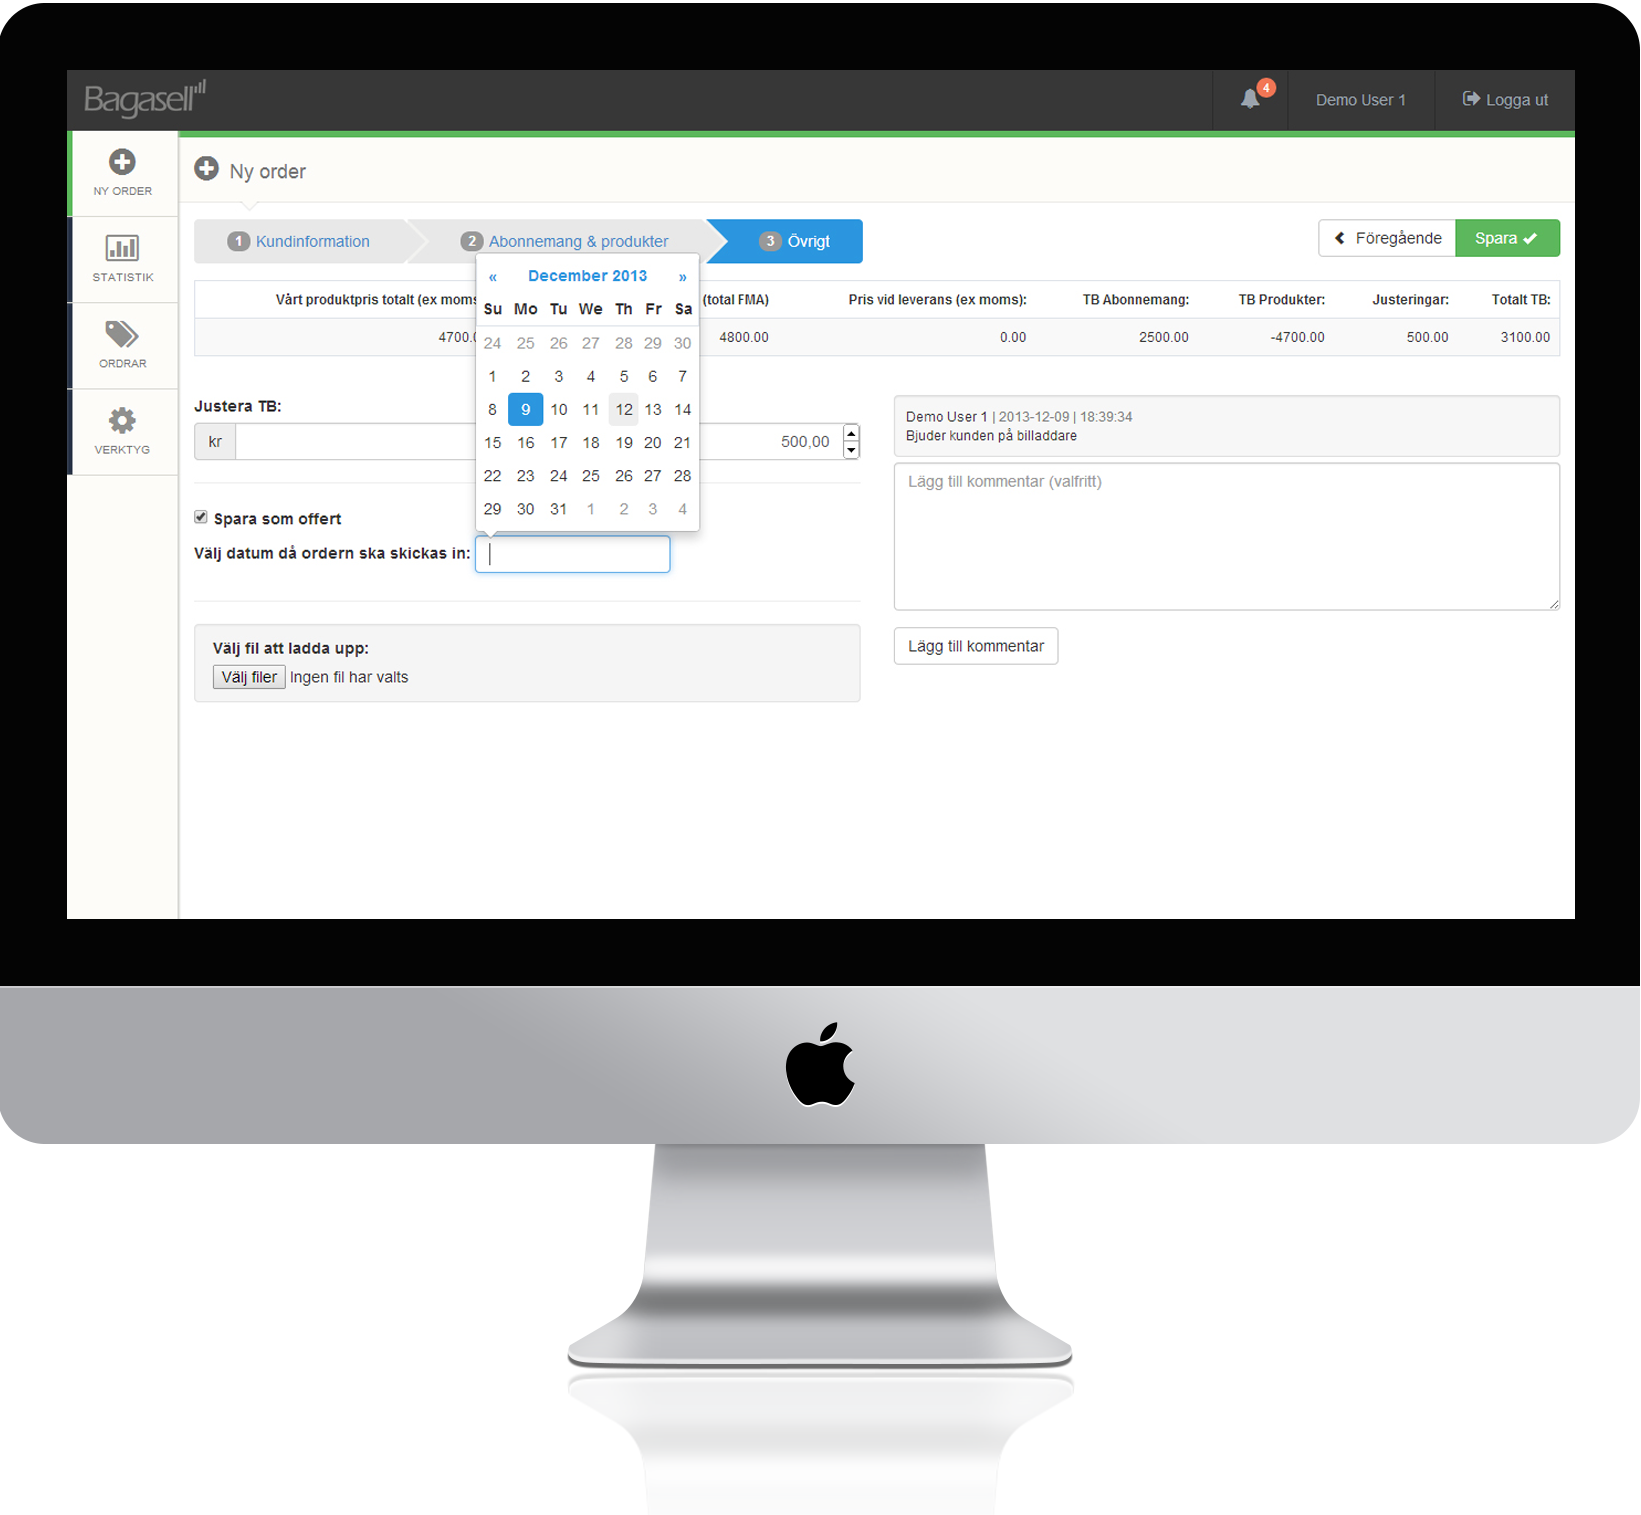 Bagasell
4
Demo User 1
Logga ut
NY ORDER
STATISTIK
ORDRAR
VERKTYG
Ny order
1 Kundinformation
2 Abonnemang & produkter
3 Övrigt
Föregående
Spara
Vårt produktpris totalt (ex moms (total FMA) Pris vid leverans (ex moms): TB Abonnemang: TB Produkter: Justeringar: Totalt TB:
4700. 4800.00 0.00 2500.00 -4700.00 500.00 3100.00
« December 2013 »
Su Mo Tu We Th Fr Sa
24 25 26 27 28 29 30
1 2 3 4 5 6 7
8 9 10 11 12 13 14
15 16 17 18 19 20 21
22 23 24 25 26 27 28
29 30 31 1 2 3 4
Justera TB:
kr 500,00
Spara som offert
Välj datum då ordern ska skickas in:
Välj fil att ladda upp:
Välj filer Ingen fil har valts
Demo User 1 | 2013-12-09 | 18:39:34
Bjuder kunden på billaddare
Lägg till kommentar (valfritt)
Lägg till kommentar